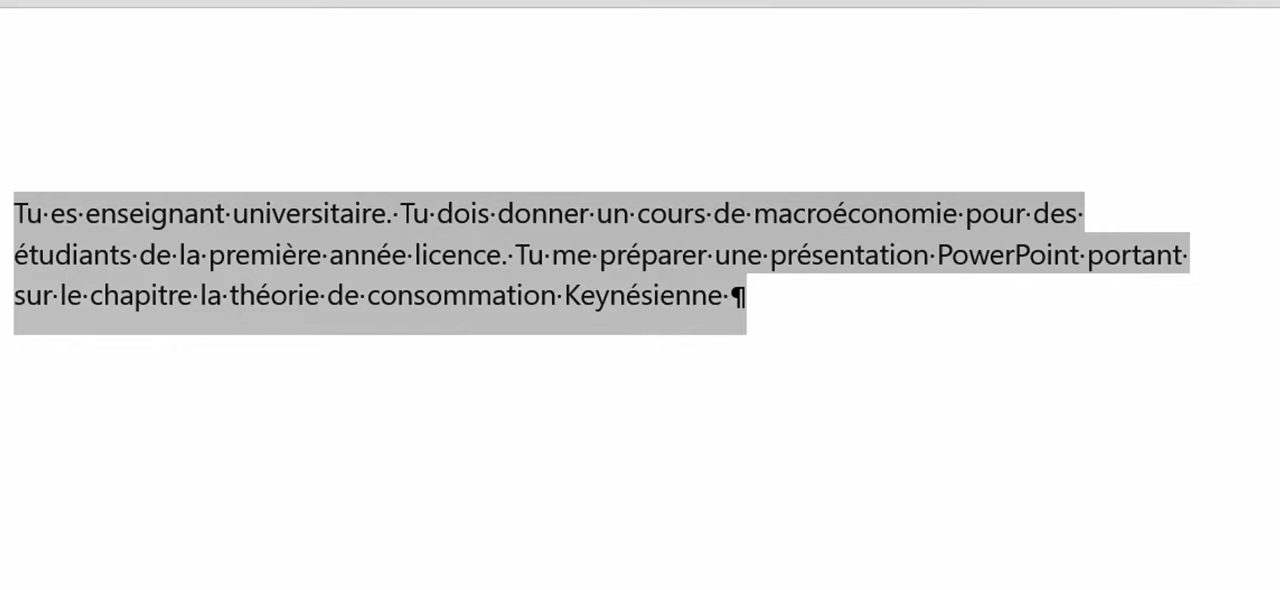 Tu·es·enseignant·universitaire.·Tu·dois·donner·un·cours·de·macroéconomie·pour·des·
étudiants·de·la·première·année·licence.·Tu·me·préparer·une·présentation·PowerPoint·portant·
sur·le·chapitre·la·théorie·de·consommation·Keynésienne·¶